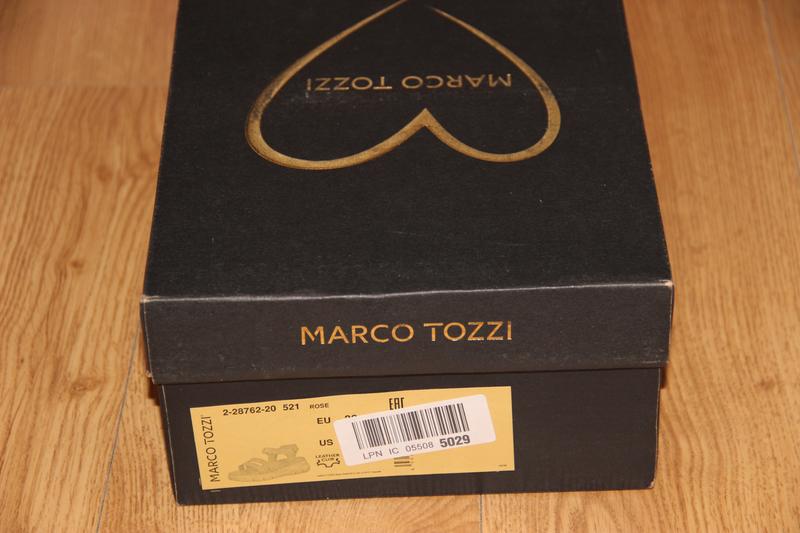 MARCO TOZZI
MARCO TOZZI
MARCO TOZZI
2-28762-20 521 ROSE
EU
US
LEATHER
CLUB
EAC
LPN IC 05508 5029